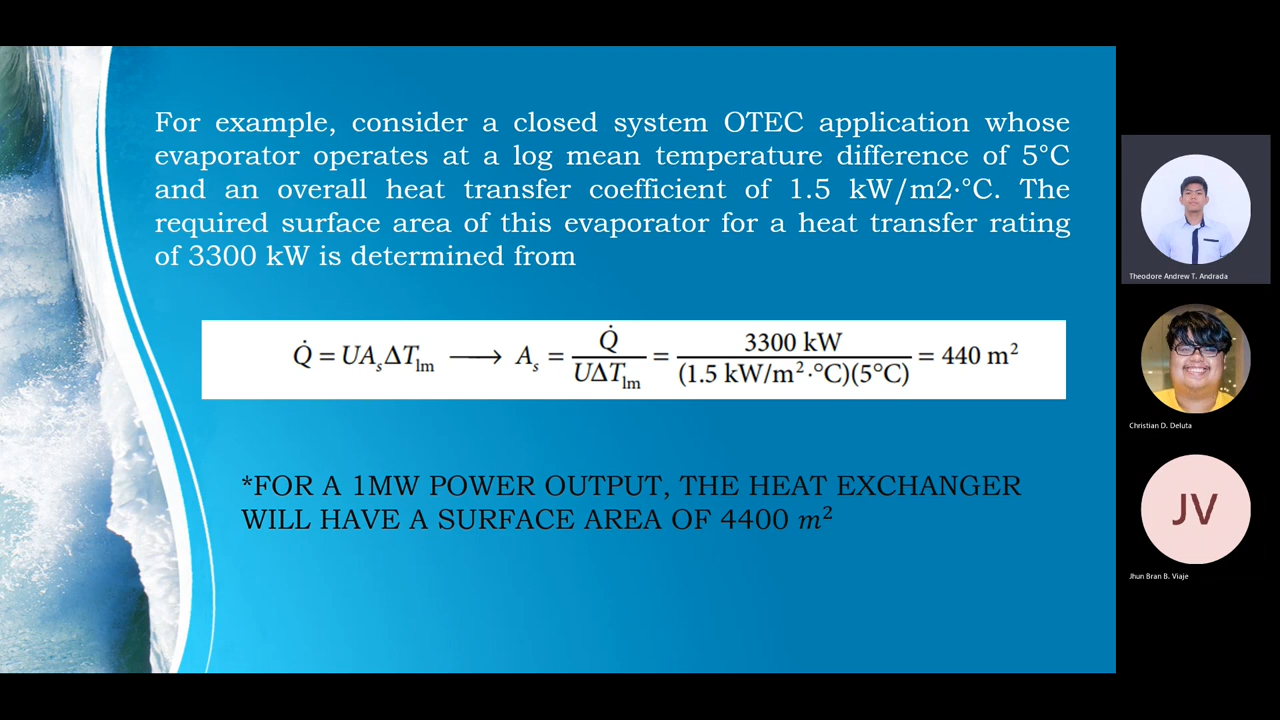 For example, consider a closed system OTEC application whose
evaporator operates at a log mean temperature difference of 5°C
and an overall heat transfer coefficient of 1.5 kW/m2·°C. The
required surface area of this evaporator for a heat transfer rating
of 3300 kW is determined from
Q̇ = UAₛΔTlm ⟶ Aₛ = Q̇ / UΔTlm = 3300 kW / (1.5 kW/m²·°C)(5°C) = 440 m²
*FOR A 1MW POWER OUTPUT, THE HEAT EXCHANGER
WILL HAVE A SURFACE AREA OF 4400 m²
Theodore Andrew T. Andrada
Christian D. Deluta
JV
Jhun Bran B. Viaje